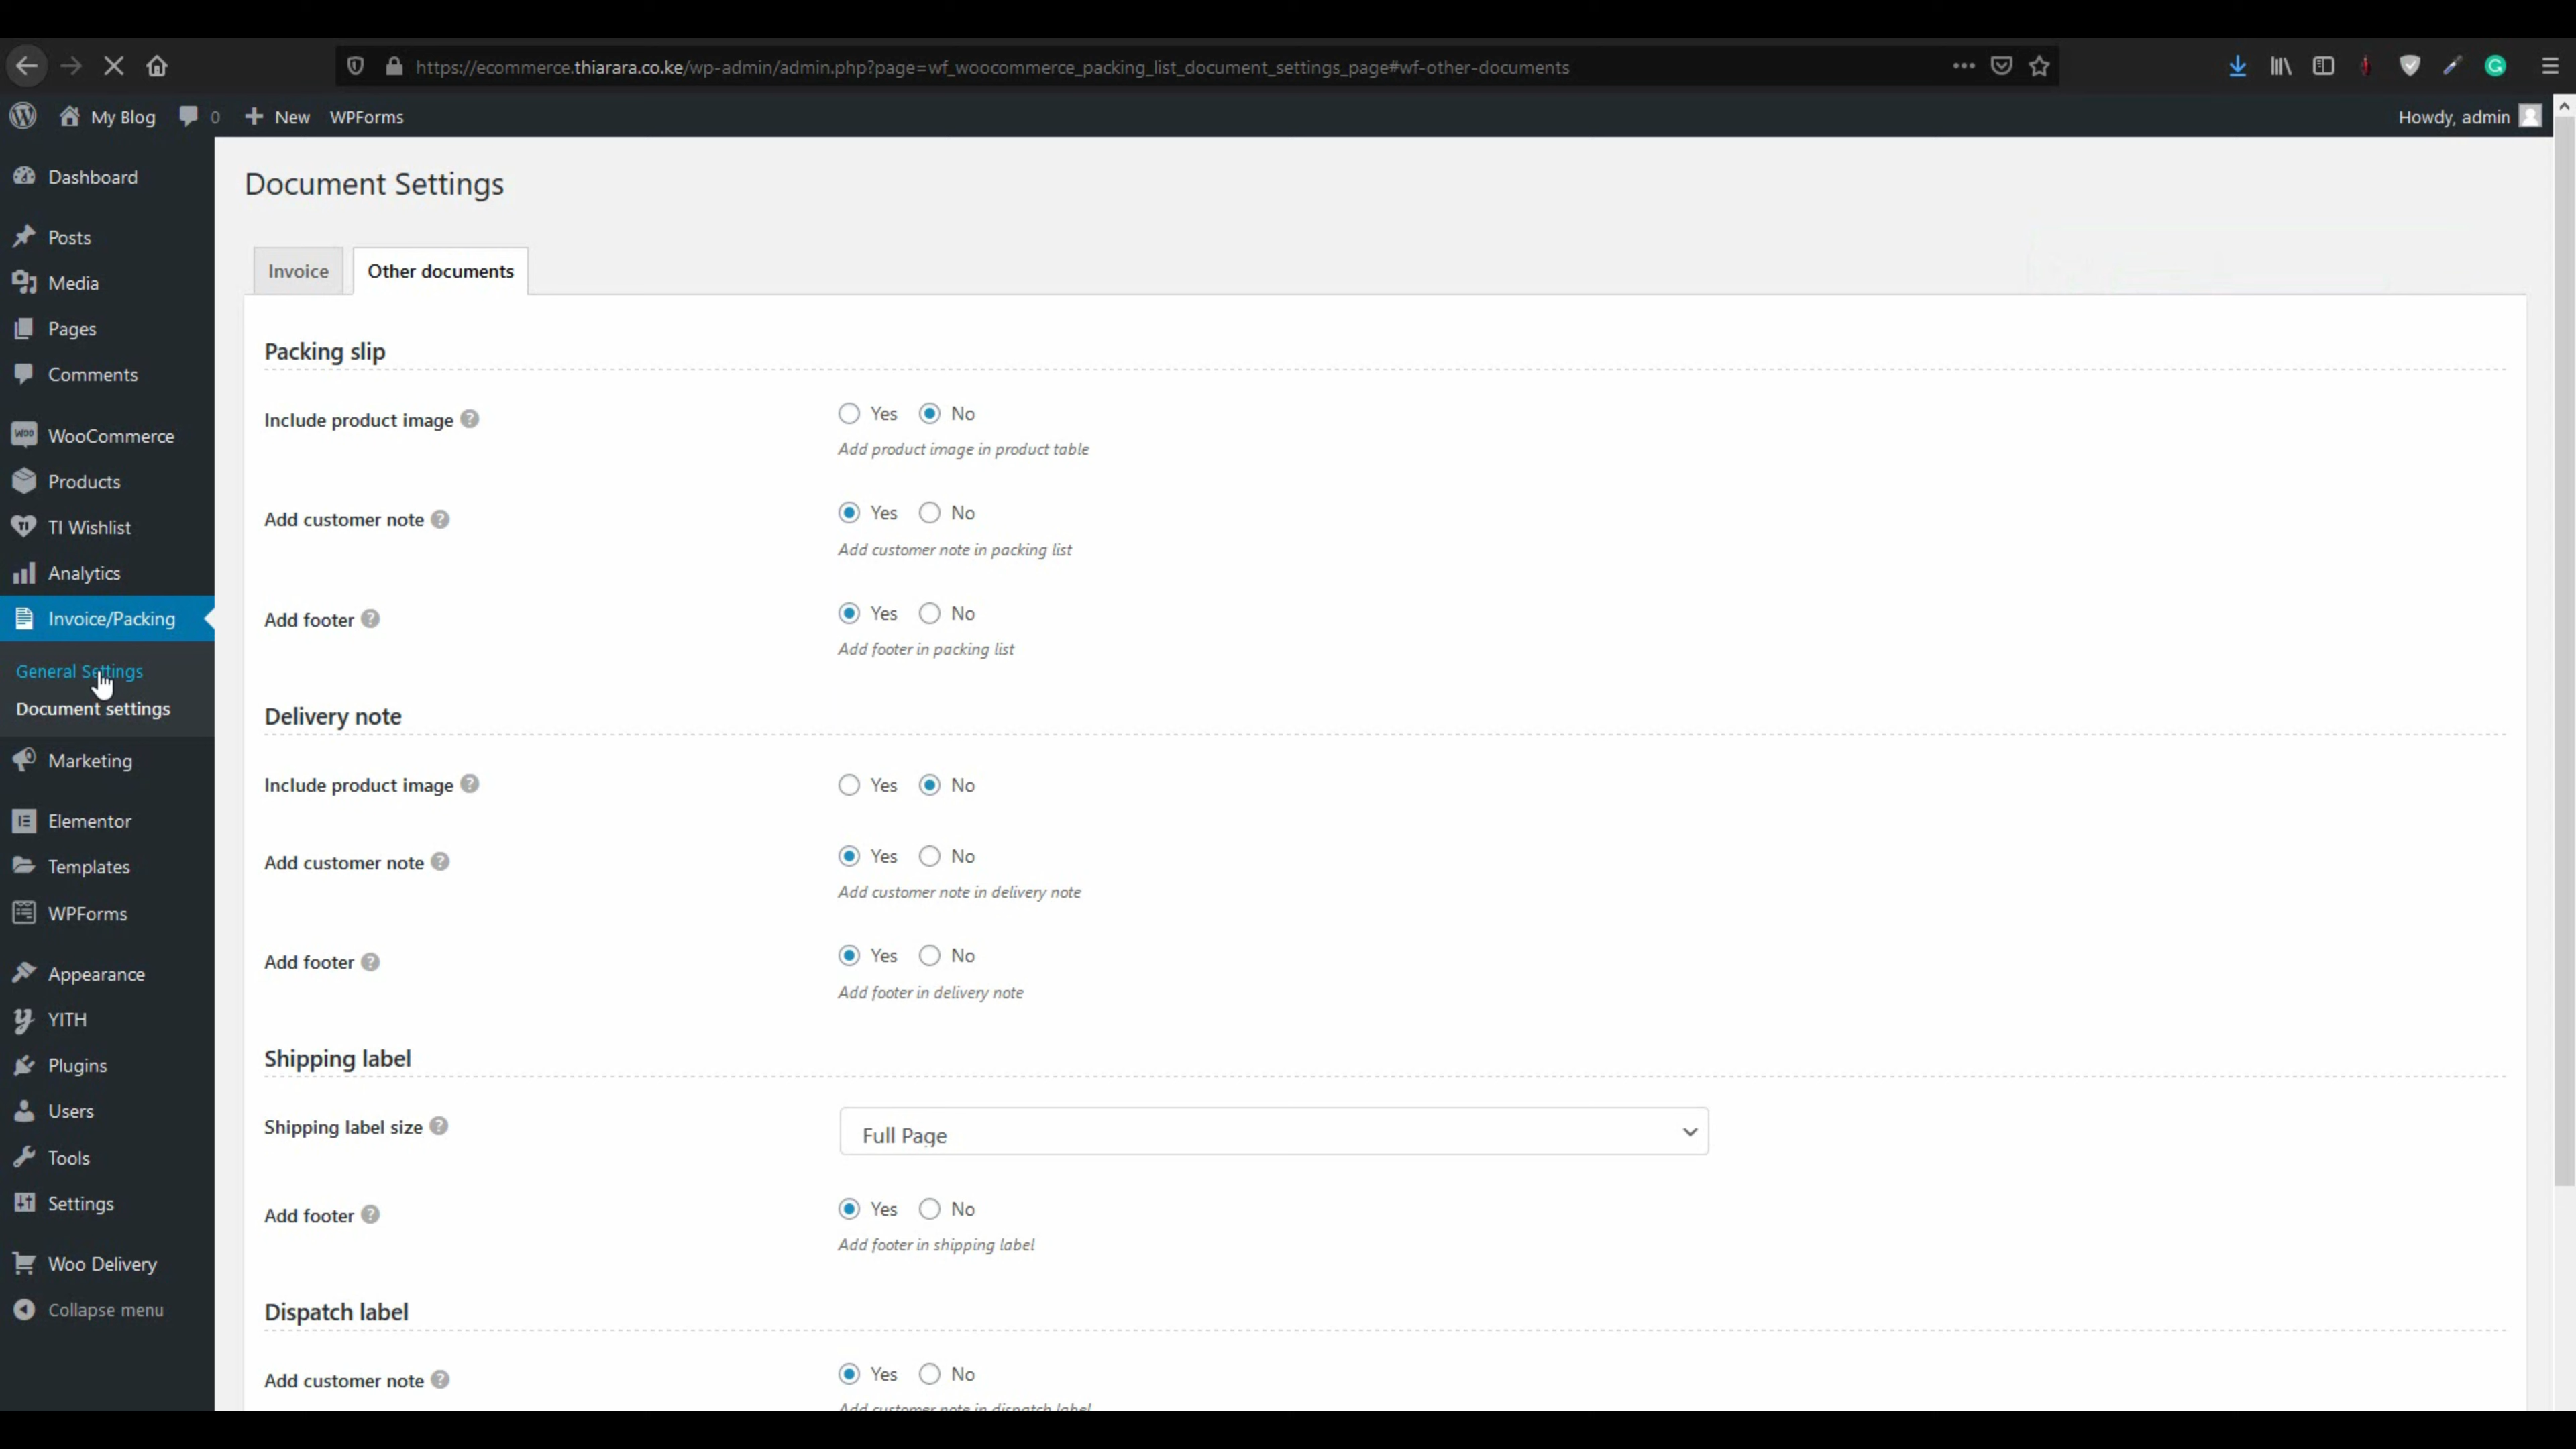 https://ecommerce.thiarara.co.ke/wp-admin/admin.php?page=wf_woocommerce_packing_list_document_settings_page#wf-other-documents
My Blog 0 New WPForms Howdy, admin
Dashboard
Posts
Media
Pages
Comments
WooCommerce
Products
TI Wishlist
Analytics
Invoice/Packing
General Settings
Document settings
Marketing
Elementor
Templates
WPForms
Appearance
YITH
Plugins
Users
Tools
Settings
Woo Delivery
Collapse menu
Document Settings
Invoice Other documents
Packing slip
Include product image ? Yes No
Add product image in product table
Add customer note ? Yes No
Add customer note in packing list
Add footer ? Yes No
Add footer in packing list
Delivery note
Include product image ? Yes No
Add customer note ? Yes No
Add customer note in delivery note
Add footer ? Yes No
Add footer in delivery note
Shipping label
Shipping label size ? Full Page
Add footer ? Yes No
Add footer in shipping label
Dispatch label
Add customer note ? Yes No
Add customer note in dispatch label